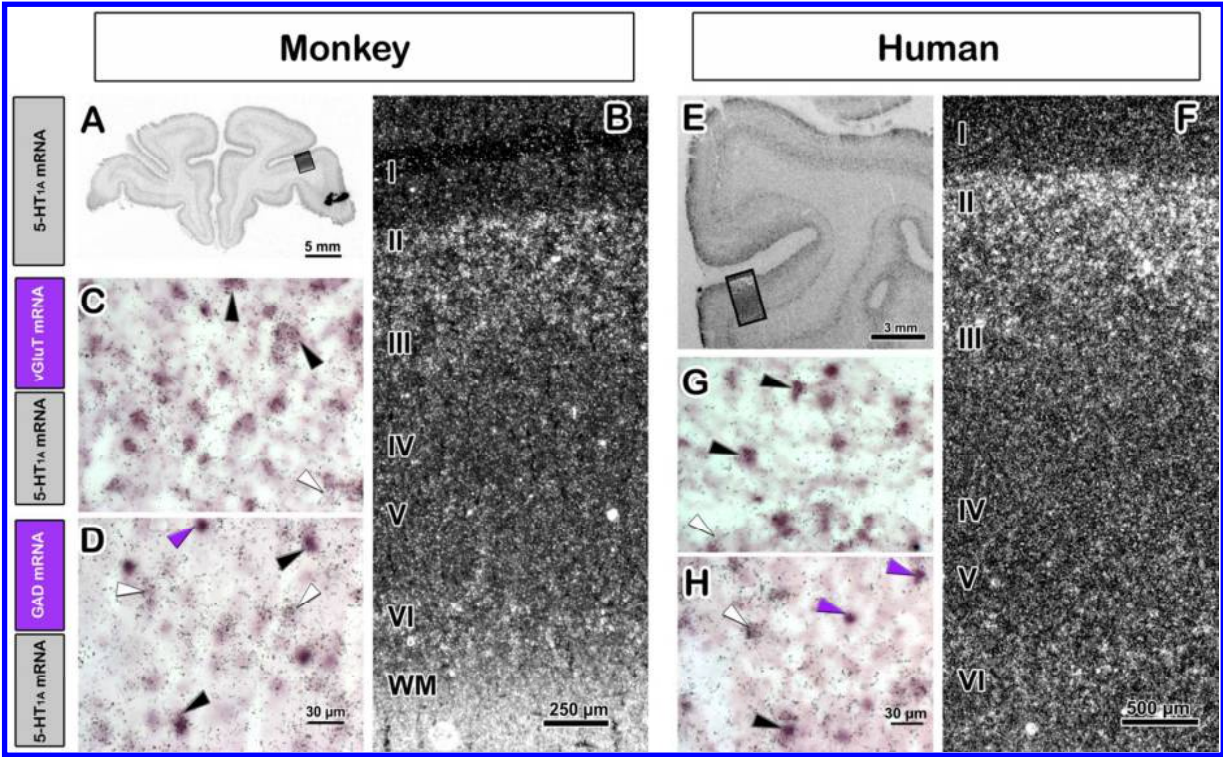 Monkey
Human
5-HT1A mRNA
vGluT mRNA
5-HT1A mRNA
GAD mRNA
5-HT1A mRNA
A
5 mm
B
I
II
III
IV
V
VI
WM
250 µm
C
D
30 µm
E
3 mm
F
I
II
III
IV
V
VI
500 µm
G
H
30 µm